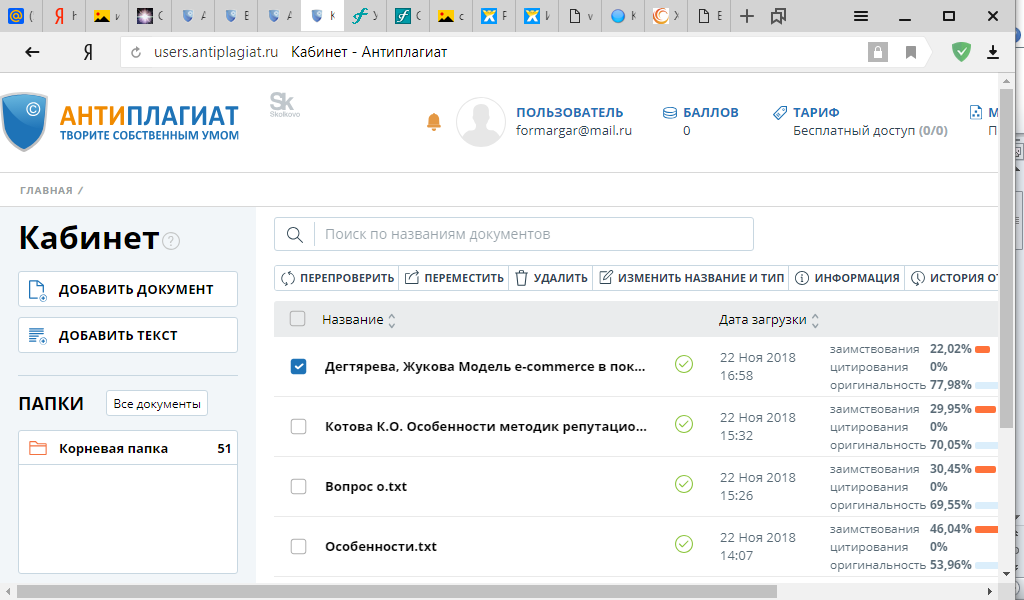 users.antiplagiat.ru Кабинет - Антиплагиат
АНТИПЛАГИАТ
ТВОРИТЕ СОБСТВЕННЫМ УМОМ
Sk
Skolkovo
ПОЛЬЗОВАТЕЛЬ
formargar@mail.ru
БАЛЛОВ
0
ТАРИФ
Бесплатный доступ (0/0)
ГЛАВНАЯ /
Кабинет
ДОБАВИТЬ ДОКУМЕНТ
ДОБАВИТЬ ТЕКСТ
ПАПКИ Все документы
Корневая папка 51
Поиск по названиям документов
ПЕРЕПРОВЕРИТЬ ПЕРЕМЕСТИТЬ УДАЛИТЬ ИЗМЕНИТЬ НАЗВАНИЕ И ТИП ИНФОРМАЦИЯ ИСТОРИЯ ОТ
Название Дата загрузки
Дегтярева, Жукова Модель e-commerce в пок...
22 Ноя 2018
16:58
заимствования 22,02%
цитирования 0%
оригинальность 77,98%
Котова К.О. Особенности методик репутацио...
22 Ноя 2018
15:32
заимствования 29,95%
цитирования 0%
оригинальность 70,05%
Вопрос о.txt
22 Ноя 2018
15:26
заимствования 30,45%
цитирования 0%
оригинальность 69,55%
Особенности.txt
22 Ноя 2018
14:07
заимствования 46,04%
цитирования 0%
оригинальность 53,96%